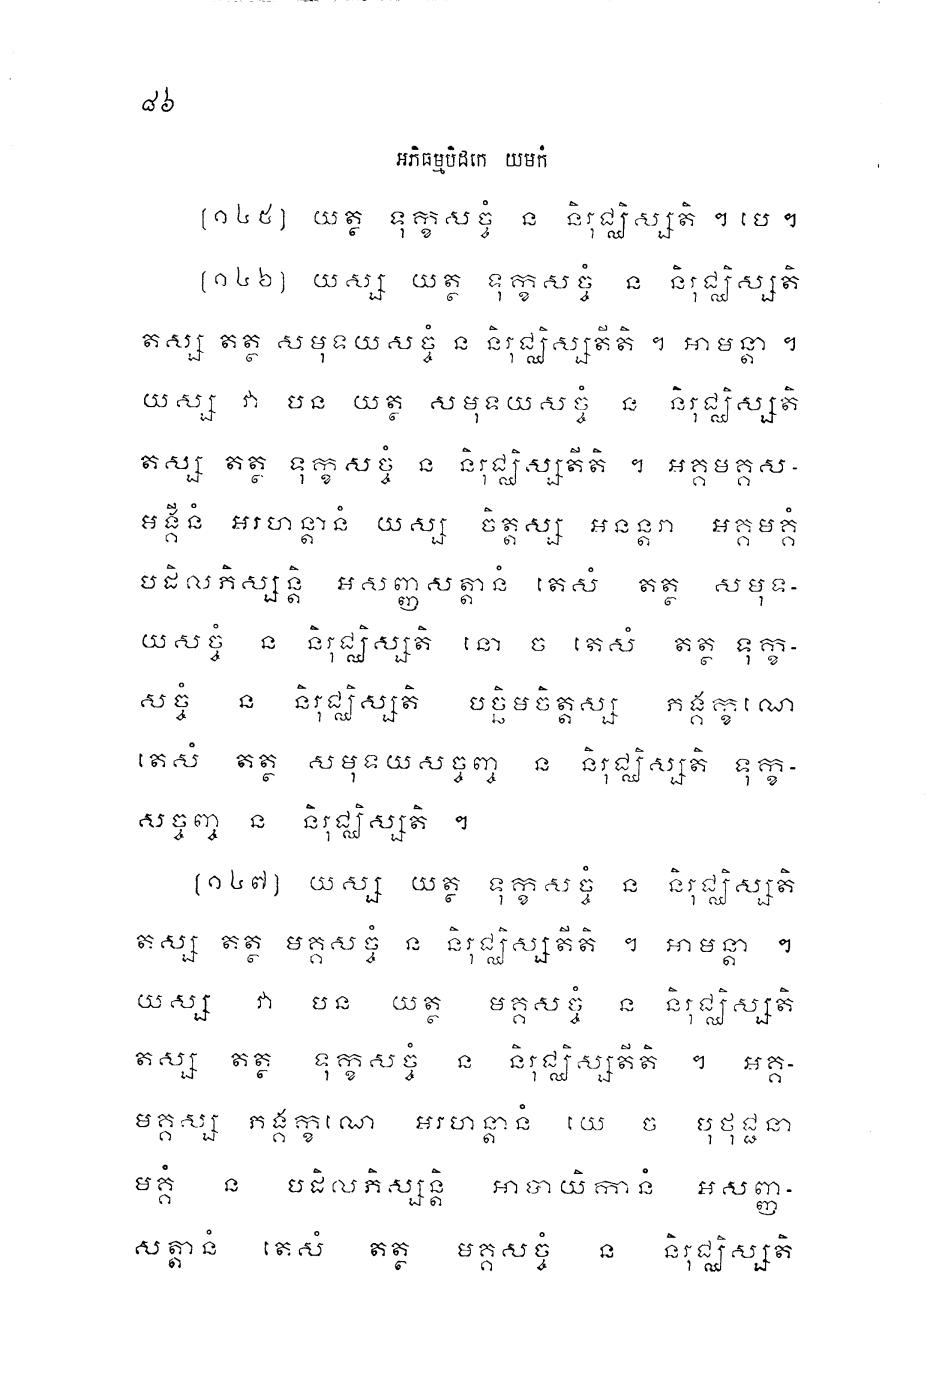 ៨៦
អភិធម្មបិដកេ យមកំ
[១៤៥] យត្ថ ទុក្ខសច្ចំ ន និរុជ្ឈិស្សតិ ។ បេ ។
[១៤៦] យស្ស យត្ថ ទុក្ខសច្ចំ ន និរុជ្ឈិស្សតិ
តស្ស តត្ថ សមុទយសច្ចំ ន និរុជ្ឈិស្សតីតិ ។ អាមន្តា ។
យស្ស វា បន យត្ថ សមុទយសច្ចំ ន និរុជ្ឈិស្សតិ
តស្ស តត្ថ ទុក្ខសច្ចំ ន និរុជ្ឈិស្សតីតិ ។ អគ្គមគ្គស-
មង្គីនំ អរហន្តានំ យស្ស ចិត្តស្ស អនន្តរា អគ្គមគ្គំ
បដិលភិស្សន្តិ អសញ្ញសត្តានំ តេសំ តត្ថ សមុទ-
យសច្ចំ ន និរុជ្ឈិស្សតិ នោ ច តេសំ តត្ថ ទុក្ខ-
សច្ចំ ន និរុជ្ឈិស្សតិ បច្ឆិមចិត្តស្ស ភង្គក្ខណេ
តេសំ តត្ថ សមុទយសច្ចញ្ច ន និរុជ្ឈិស្សតិ ទុក្ខ-
សច្ចញ្ច ន និរុជ្ឈិស្សតិ ។
[១៤៧] យស្ស យត្ថ ទុក្ខសច្ចំ ន និរុជ្ឈិស្សតិ
តស្ស តត្ថ មគ្គសច្ចំ ន និរុជ្ឈិស្សតីតិ ។ អាមន្តា ។
យស្ស វា បន យត្ថ មគ្គសច្ចំ ន និរុជ្ឈិស្សតិ
តស្ស តត្ថ ទុក្ខសច្ចំ ន និរុជ្ឈិស្សតីតិ ។ អគ្គ-
មគ្គស្ស ភង្គក្ខណេ អរហន្តានំ យេ ច បុថុជ្ជនា
មគ្គំ ន បដិលភិស្សន្តិ អាបាយិកានំ អសញ្ញ-
សត្តានំ តេសំ តត្ថ មគ្គសច្ចំ ន និរុជ្ឈិស្សតិ